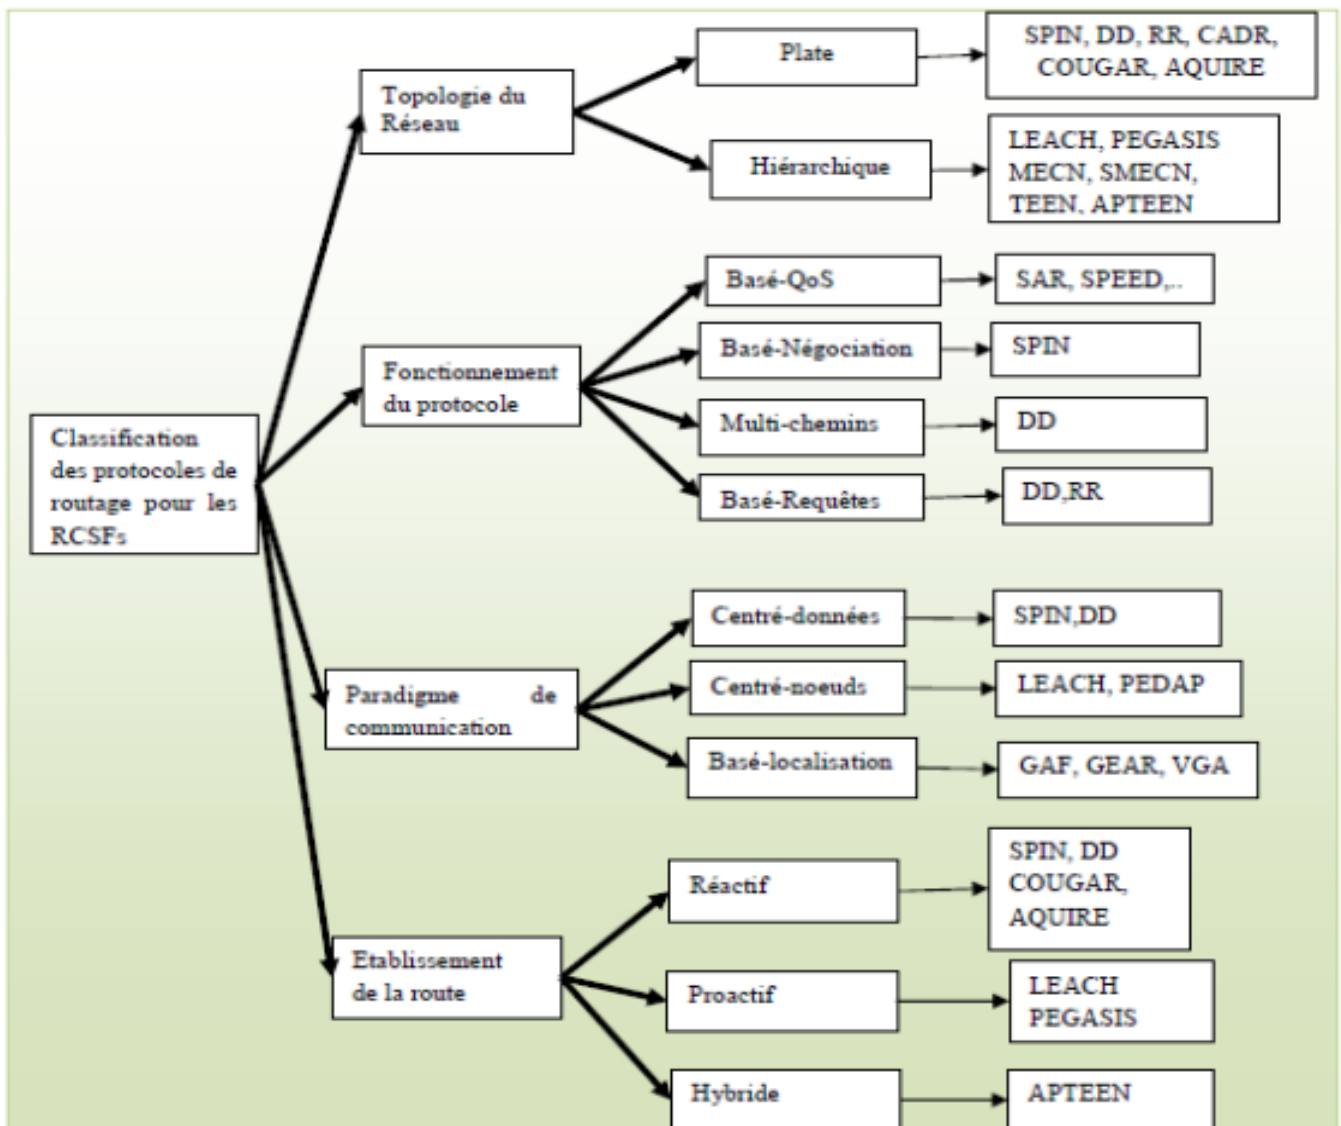 Classification
des protocoles de
routage pour les
RCSFs
Topologie du
Réseau
Plate
SPIN, DD, RR, CADR,
COUGAR, AQUIRE
Hiérarchique
LEACH, PEGASIS
MECN, SMECN,
TEEN, APTEEN
Fonctionnement
du protocole
Basé-QoS
SAR, SPEED,..
Basé-Négociation
SPIN
Multi-chemins
DD
Basé-Requêtes
DD,RR
Paradigme de
communication
Centré-données
SPIN,DD
Centré-noeuds
LEACH, PEDAP
Basé-localisation
GAF, GEAR, VGA
Etablissement
de la route
Réactif
SPIN, DD
COUGAR,
AQUIRE
Proactif
LEACH
PEGASIS
Hybride
APTEEN